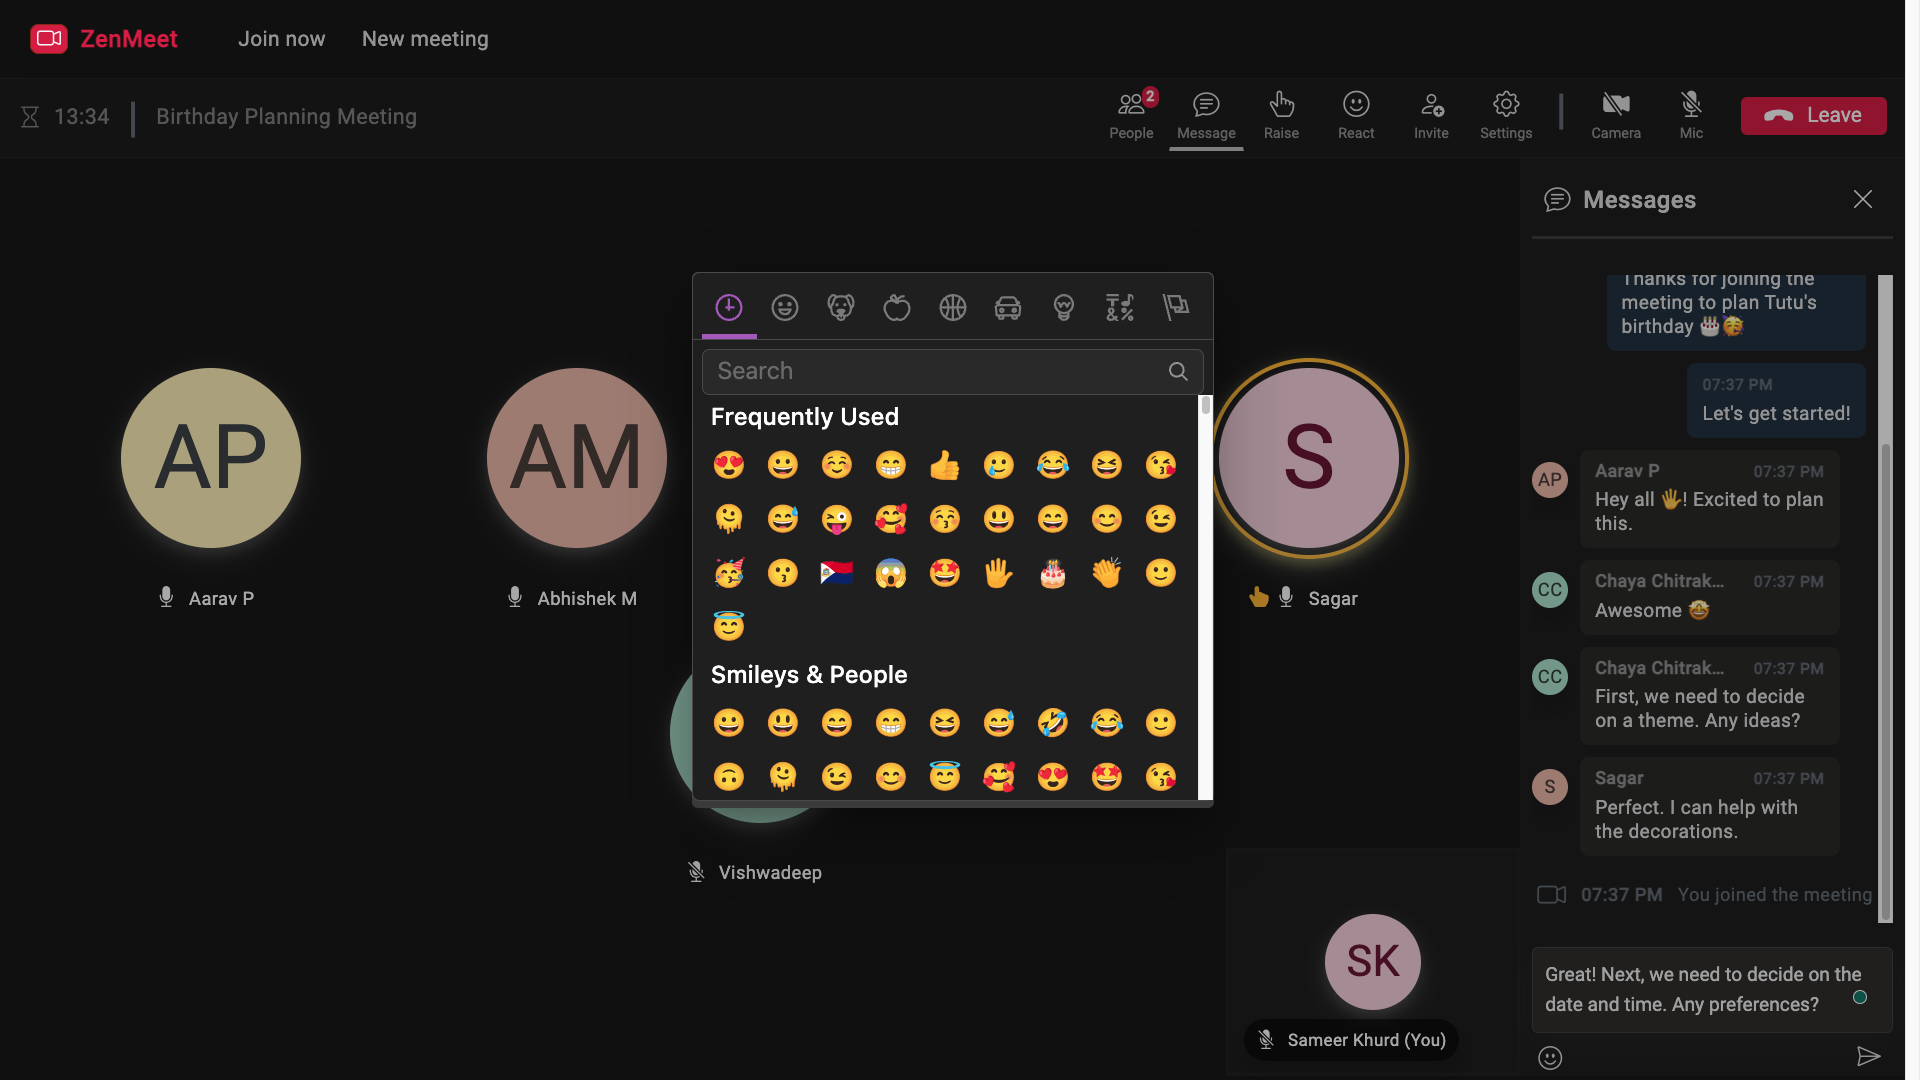 ZenMeet
Join now
New meeting
13:34
Birthday Planning Meeting
2
People
Message
Raise
React
Invite
Settings
Camera
Mic
Leave
Messages
Thanks for joining the
meeting to plan Tutu's
birthday 🎂🥳
07:37 PM
Let's get started!
AP
Aarav P
07:37 PM
Hey all 🖐️! Excited to plan
this.
CC
Chaya Chitrak...
07:37 PM
Awesome 🤩
CC
Chaya Chitrak...
07:37 PM
First, we need to decide
on a theme. Any ideas?
S
Sagar
07:37 PM
Perfect. I can help with
the decorations.
07:37 PM You joined the meeting
Great! Next, we need to decide on the
date and time. Any preferences?
Search
Frequently Used
Smileys & People
AP
Aarav P
AM
Abhishek M
S
Sagar
Vishwadeep
SK
Sameer Khurd (You)